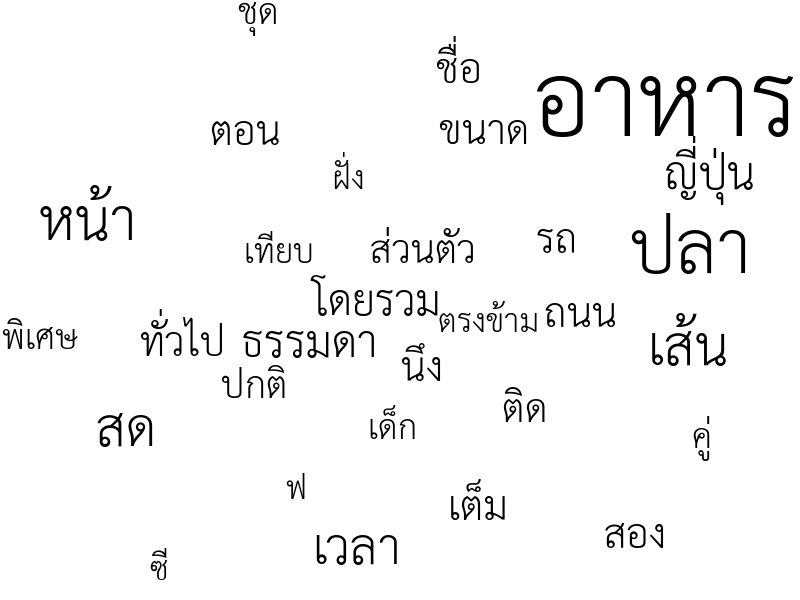 ชุด
ชื่อ
อาหาร
ตอน
ขนาด
ฝั่ง
ญี่ปุ่น
หน้า
เทียบ
ส่วนตัว
รถ
ปลา
โดยรวม
ตรงข้าม
ถนน
พิเศษ
ทั่วไป
ธรรมดา
นึง
เส้น
ปกติ
สด
เด็ก
ติด
คู่
ฟ
เต็ม
สอง
เวลา
ซี